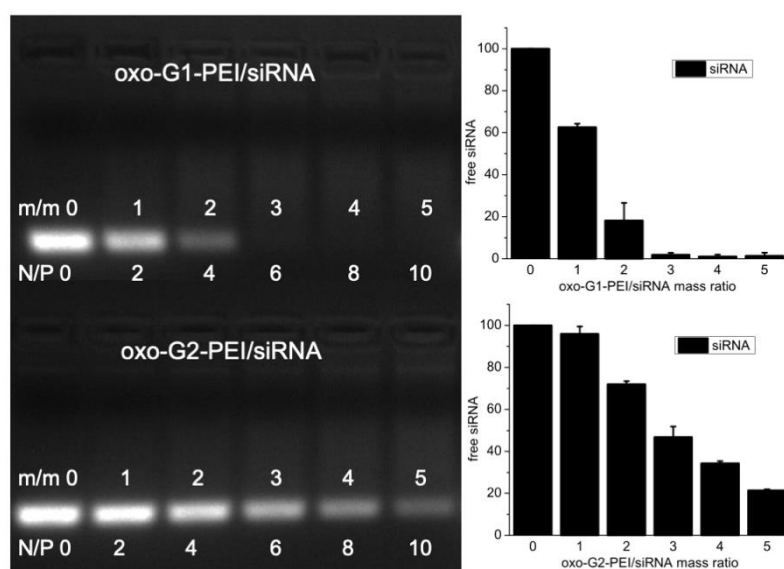 oxo-G1-PEI/siRNA
m/m 0 1 2 3 4 5
N/P 0 2 4 6 8 10
oxo-G2-PEI/siRNA
m/m 0 1 2 3 4 5
N/P 0 2 4 6 8 10
siRNA
free siRNA
100
80
60
40
20
0
0 1 2 3 4 5
oxo-G1-PEI/siRNA mass ratio
siRNA
free siRNA
100
80
60
40
20
0
0 1 2 3 4 5
oxo-G2-PEI/siRNA mass ratio